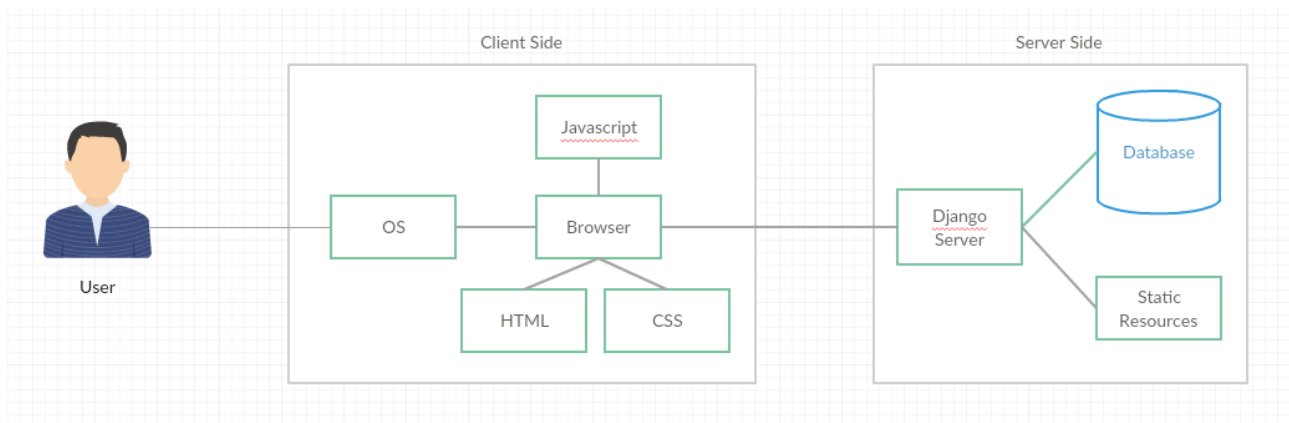 Client Side
Server Side
Javascript
Database
OS
Browser
Django
Server
User
HTML
CSS
Static
Resources